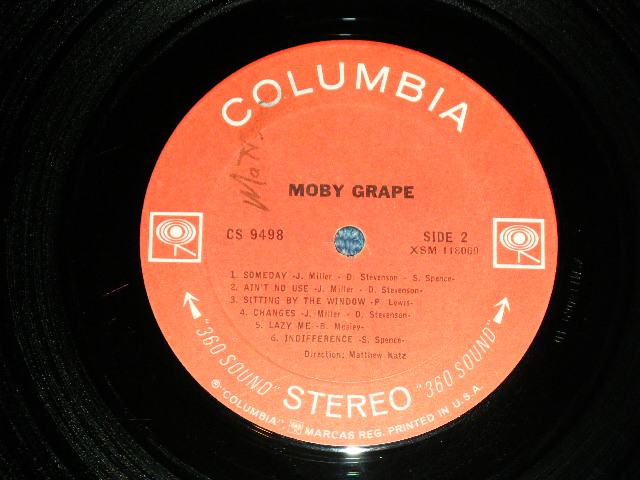 COLUMBIA
MOBY GRAPE
CS 9498
SIDE 2
XSM 118069
1. SOMEDAY -J. Miller - D. Stevenson - S. Spence-
2. AIN'T NO USE -J. Miller - D. Stevenson-
3. SITTING BY THE WINDOW -P. Lewis-
4. CHANGES -J. Miller - D. Stevenson-
5. LAZY ME -B. Mosley-
6. INDIFFERENCE -S. Spence-
Direction: Matthew Katz
"360 SOUND" STEREO "360 SOUND"
℗"COLUMBIA" MARCAS REG. PRINTED IN U.S.A.